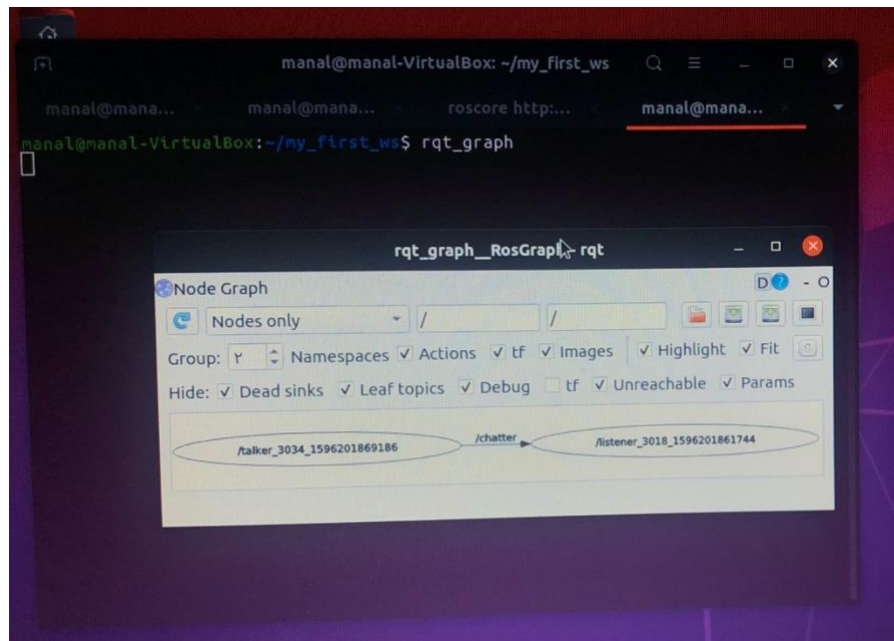 manal@manal-VirtualBox: ~/my_first_ws
manal@mana... manal@mana... roscore http:... manal@mana...
manal@manal-VirtualBox:~/my_first_ws$ rqt_graph
rqt_graph__RosGraph - rqt
Node Graph D ? - O
Nodes only / /
Group: ٢ Namespaces Actions tf Images Highlight Fit
Hide: Dead sinks Leaf topics Debug tf Unreachable Params
/talker_3034_1596201869186 /chatter /listener_3018_1596201861744